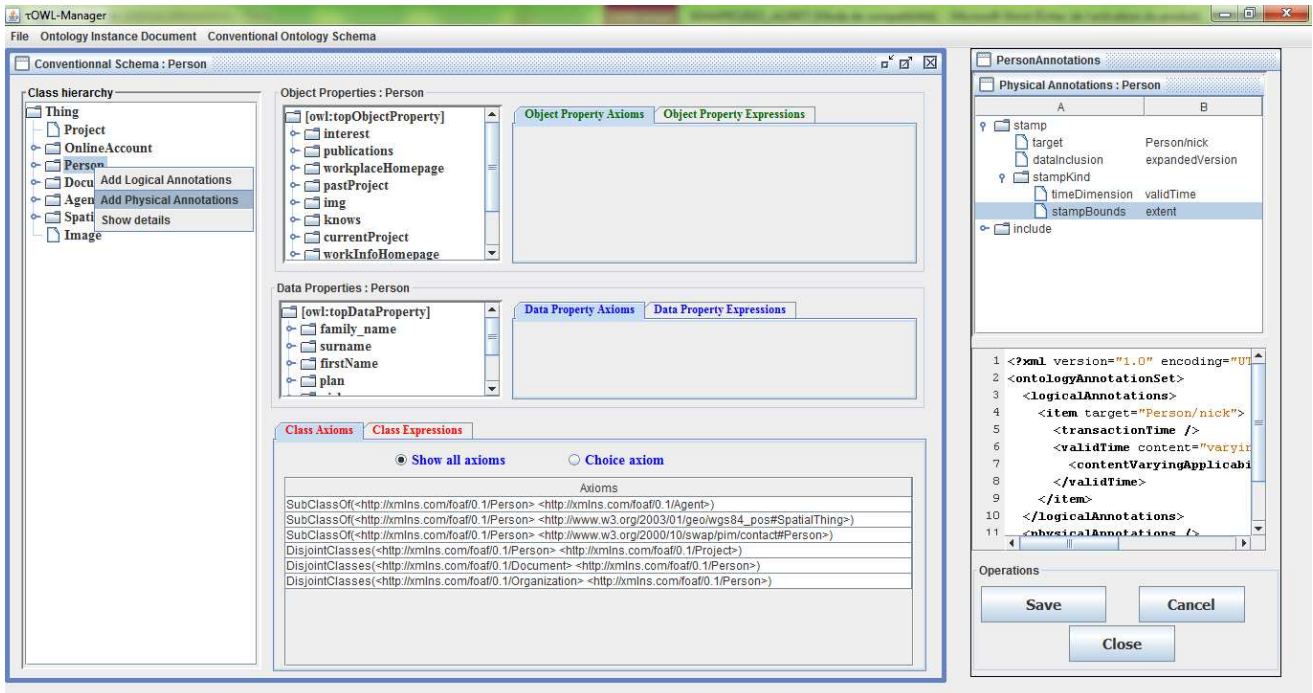 τOWL-Manager
File Ontology Instance Document Conventional Ontology Schema
Conventionnal Schema : Person
Class hierarchy
Thing
Project
OnlineAccount
Person
Docu
Agen
Spati
Image
Add Logical Annotations
Add Physical Annotations
Show details
Object Properties : Person
[owl:topObjectProperty]
interest
publications
workplaceHomepage
pastProject
img
knows
currentProject
workInfoHomepage
Object Property Axioms Object Property Expressions
Data Properties : Person
[owl:topDataProperty]
family_name
surname
firstName
plan
Data Property Axioms Data Property Expressions
Class Axioms Class Expressions
Show all axioms Choice axiom
Axioms
SubClassOf(<http://xmlns.com/foaf/0.1/Person> <http://xmlns.com/foaf/0.1/Agent>)
SubClassOf(<http://xmlns.com/foaf/0.1/Person> <http://www.w3.org/2003/01/geo/wgs84_pos#SpatialThing>)
SubClassOf(<http://xmlns.com/foaf/0.1/Person> <http://www.w3.org/2000/10/swap/pim/contact#Person>)
DisjointClasses(<http://xmlns.com/foaf/0.1/Person> <http://xmlns.com/foaf/0.1/Project>)
DisjointClasses(<http://xmlns.com/foaf/0.1/Document> <http://xmlns.com/foaf/0.1/Person>)
DisjointClasses(<http://xmlns.com/foaf/0.1/Organization> <http://xmlns.com/foaf/0.1/Person>)
PersonAnnotations
Physical Annotations : Person
A B
stamp
target Person/nick
dataInclusion expandedVersion
stampKind
timeDimension validTime
stampBounds extent
include
1 <?xml version="1.0" encoding="UT
2 <ontologyAnnotationSet>
3 <logicalAnnotations>
4 <item target="Person/nick">
5 <transactionTime />
6 <validTime content="varyin
7 <contentVaryingApplicabi
8 </validTime>
9 </item>
10 </logicalAnnotations>
11 <physicalAnnotations />
Operations
Save Cancel
Close